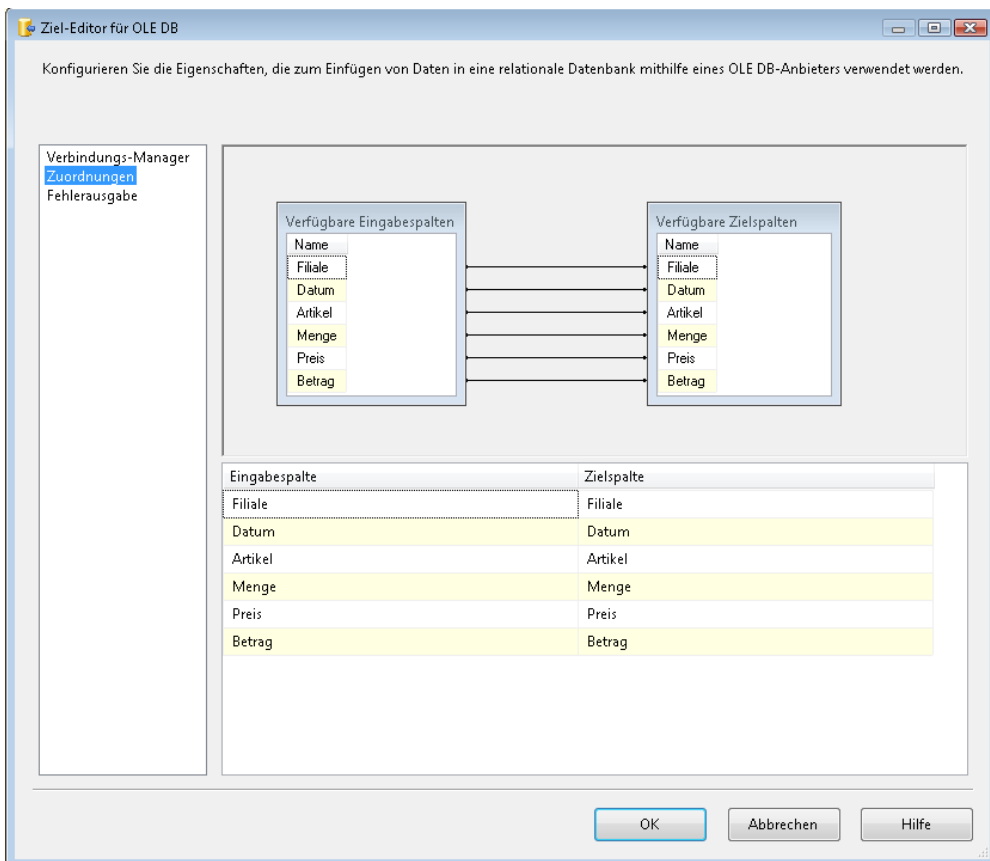 Ziel-Editor für OLE DB
Konfigurieren Sie die Eigenschaften, die zum Einfügen von Daten in eine relationale Datenbank mithilfe eines OLE DB-Anbieters verwendet werden.
Verbindungs-Manager
Zuordnungen
Fehlerausgabe
Verfügbare Eingabespalten
Name
Filiale
Datum
Artikel
Menge
Preis
Betrag
Verfügbare Zielspalten
Name
Filiale
Datum
Artikel
Menge
Preis
Betrag
Eingabespalte Zielspalte
Filiale Filiale
Datum Datum
Artikel Artikel
Menge Menge
Preis Preis
Betrag Betrag
OK Abbrechen Hilfe